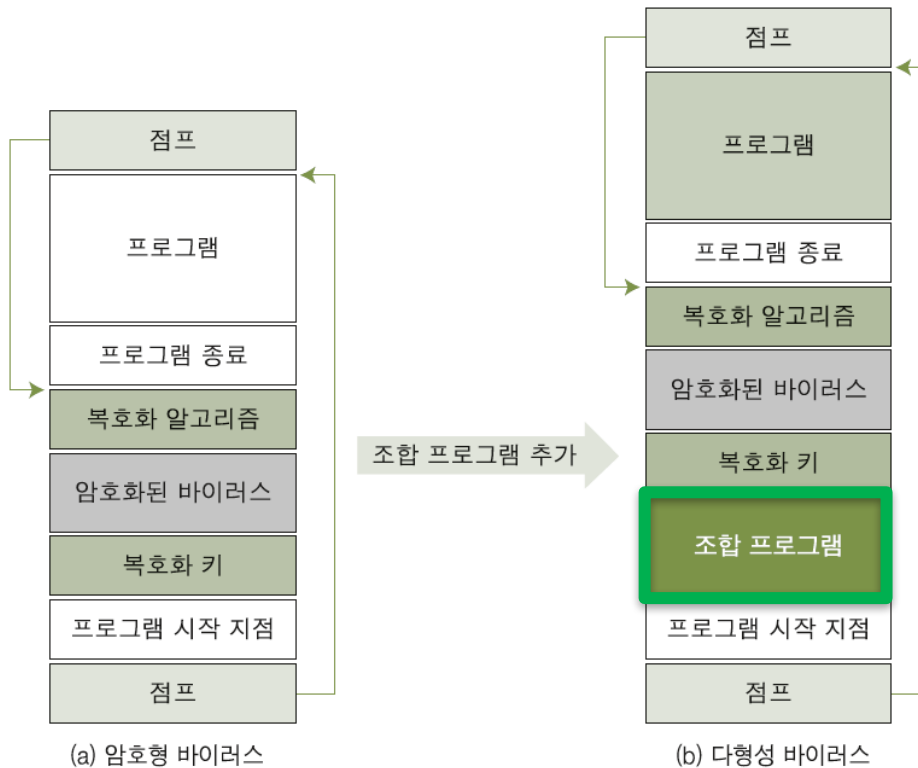 점프
프로그램
프로그램 종료
복호화 알고리즘
암호화된 바이러스
복호화 키
프로그램 시작 지점
점프
(a) 암호형 바이러스
조합 프로그램 추가
점프
프로그램
프로그램 종료
복호화 알고리즘
암호화된 바이러스
복호화 키
조합 프로그램
프로그램 시작 지점
점프
(b) 다형성 바이러스